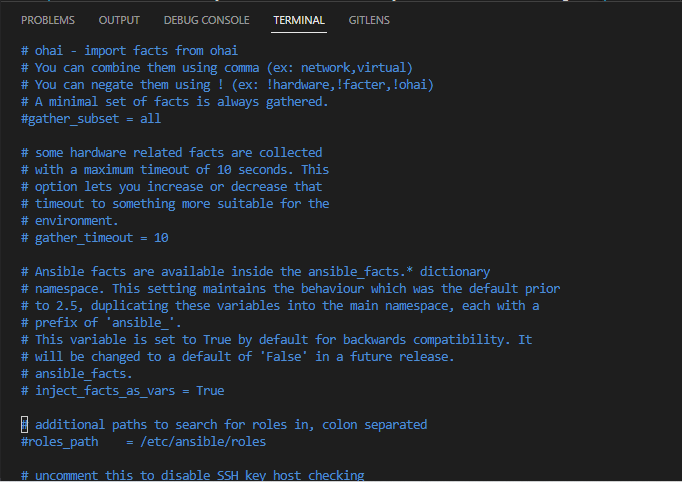 PROBLEMS OUTPUT DEBUG CONSOLE TERMINAL GITLENS
# ohai - import facts from ohai
# You can combine them using comma (ex: network,virtual)
# You can negate them using ! (ex: !hardware,!facter,!ohai)
# A minimal set of facts is always gathered.
#gather_subset = all
# some hardware related facts are collected
# with a maximum timeout of 10 seconds. This
# option lets you increase or decrease that
# timeout to something more suitable for the
# environment.
# gather_timeout = 10
# Ansible facts are available inside the ansible_facts.* dictionary
# namespace. This setting maintains the behaviour which was the default prior
# to 2.5, duplicating these variables into the main namespace, each with a
# prefix of 'ansible_'.
# This variable is set to True by default for backwards compatibility. It
# will be changed to a default of 'False' in a future release.
# ansible_facts.
# inject_facts_as_vars = True
# additional paths to search for roles in, colon separated
#roles_path    = /etc/ansible/roles
# uncomment this to disable SSH key host checking